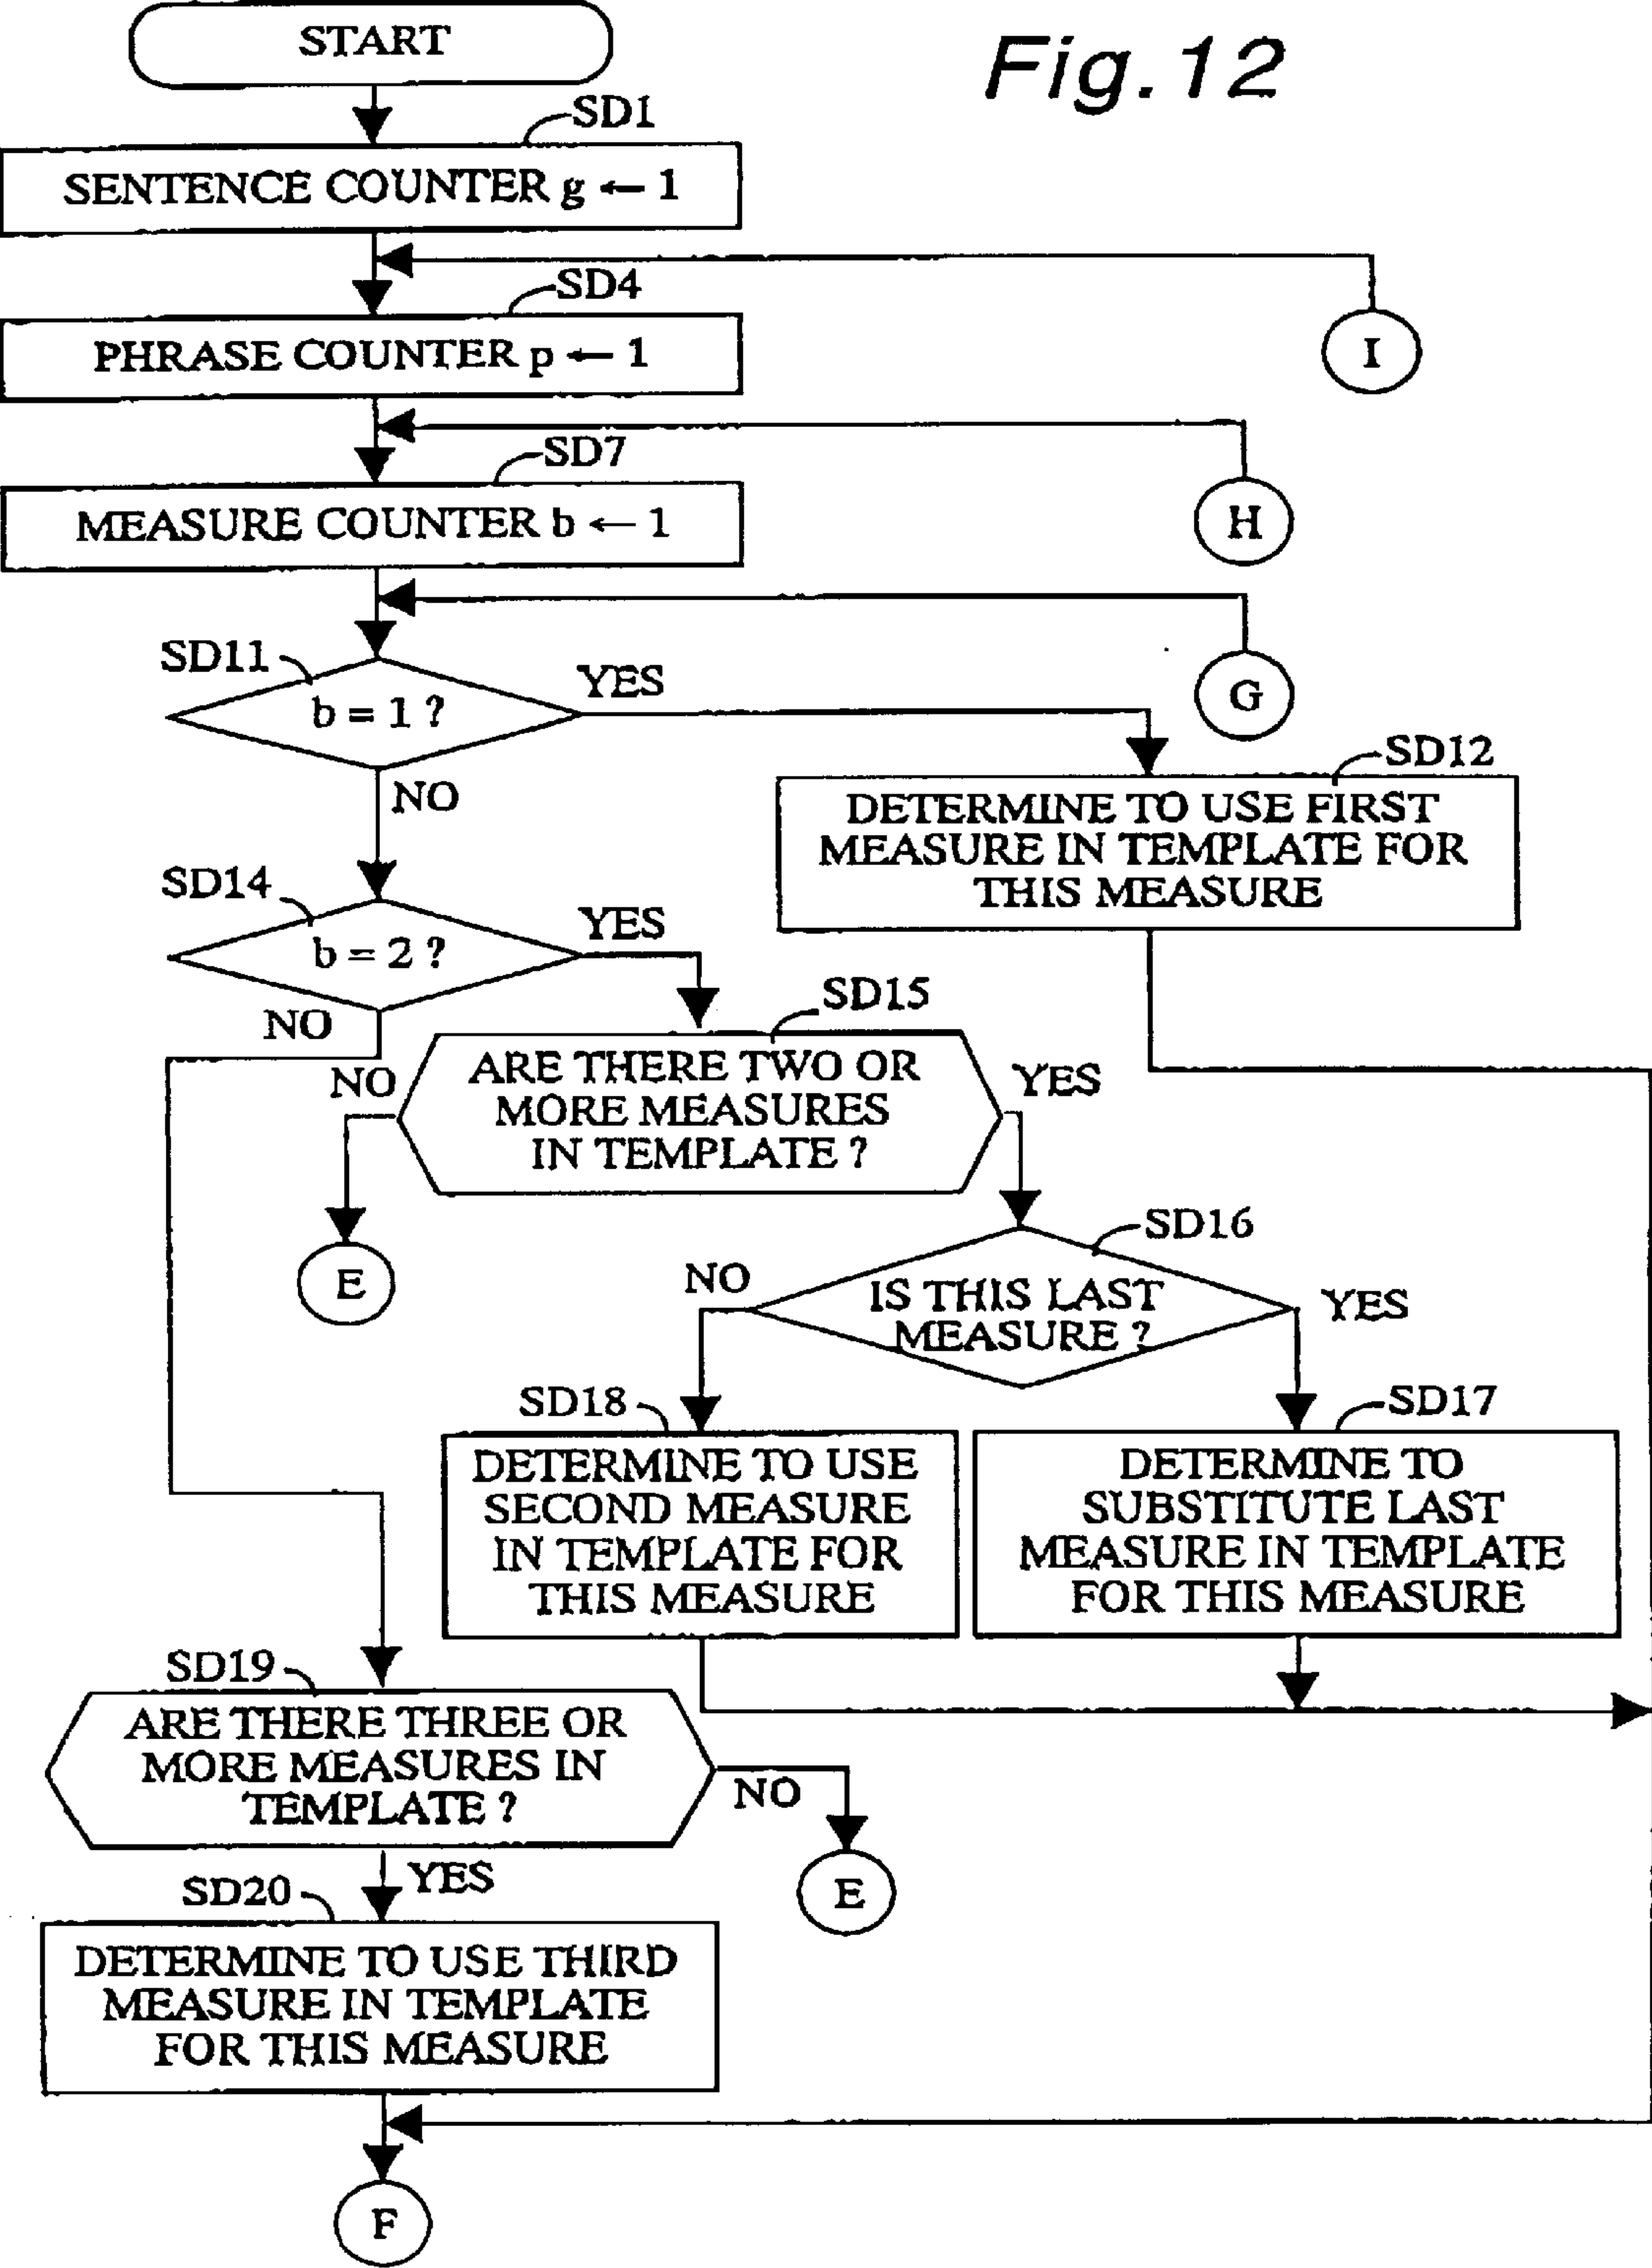 START
Fig.12
SD1
SENTENCE COUNTER g ← 1
SD4
PHRASE COUNTER p ← 1
I
SD7
MEASURE COUNTER b ← 1
H
SD11
b = 1 ?
YES
G
NO
SD12
DETERMINE TO USE FIRST
MEASURE IN TEMPLATE FOR
THIS MEASURE
SD14
b = 2 ?
YES
NO
SD15
ARE THERE TWO OR
MORE MEASURES
IN TEMPLATE ?
NO
YES
E
SD16
IS THIS LAST
MEASURE ?
NO
YES
SD18
DETERMINE TO USE
SECOND MEASURE
IN TEMPLATE FOR
THIS MEASURE
SD17
DETERMINE TO
SUBSTITUTE LAST
MEASURE IN TEMPLATE
FOR THIS MEASURE
SD19
ARE THERE THREE OR
MORE MEASURES IN
TEMPLATE ?
NO
E
YES
SD20
DETERMINE TO USE THIRD
MEASURE IN TEMPLATE
FOR THIS MEASURE
F